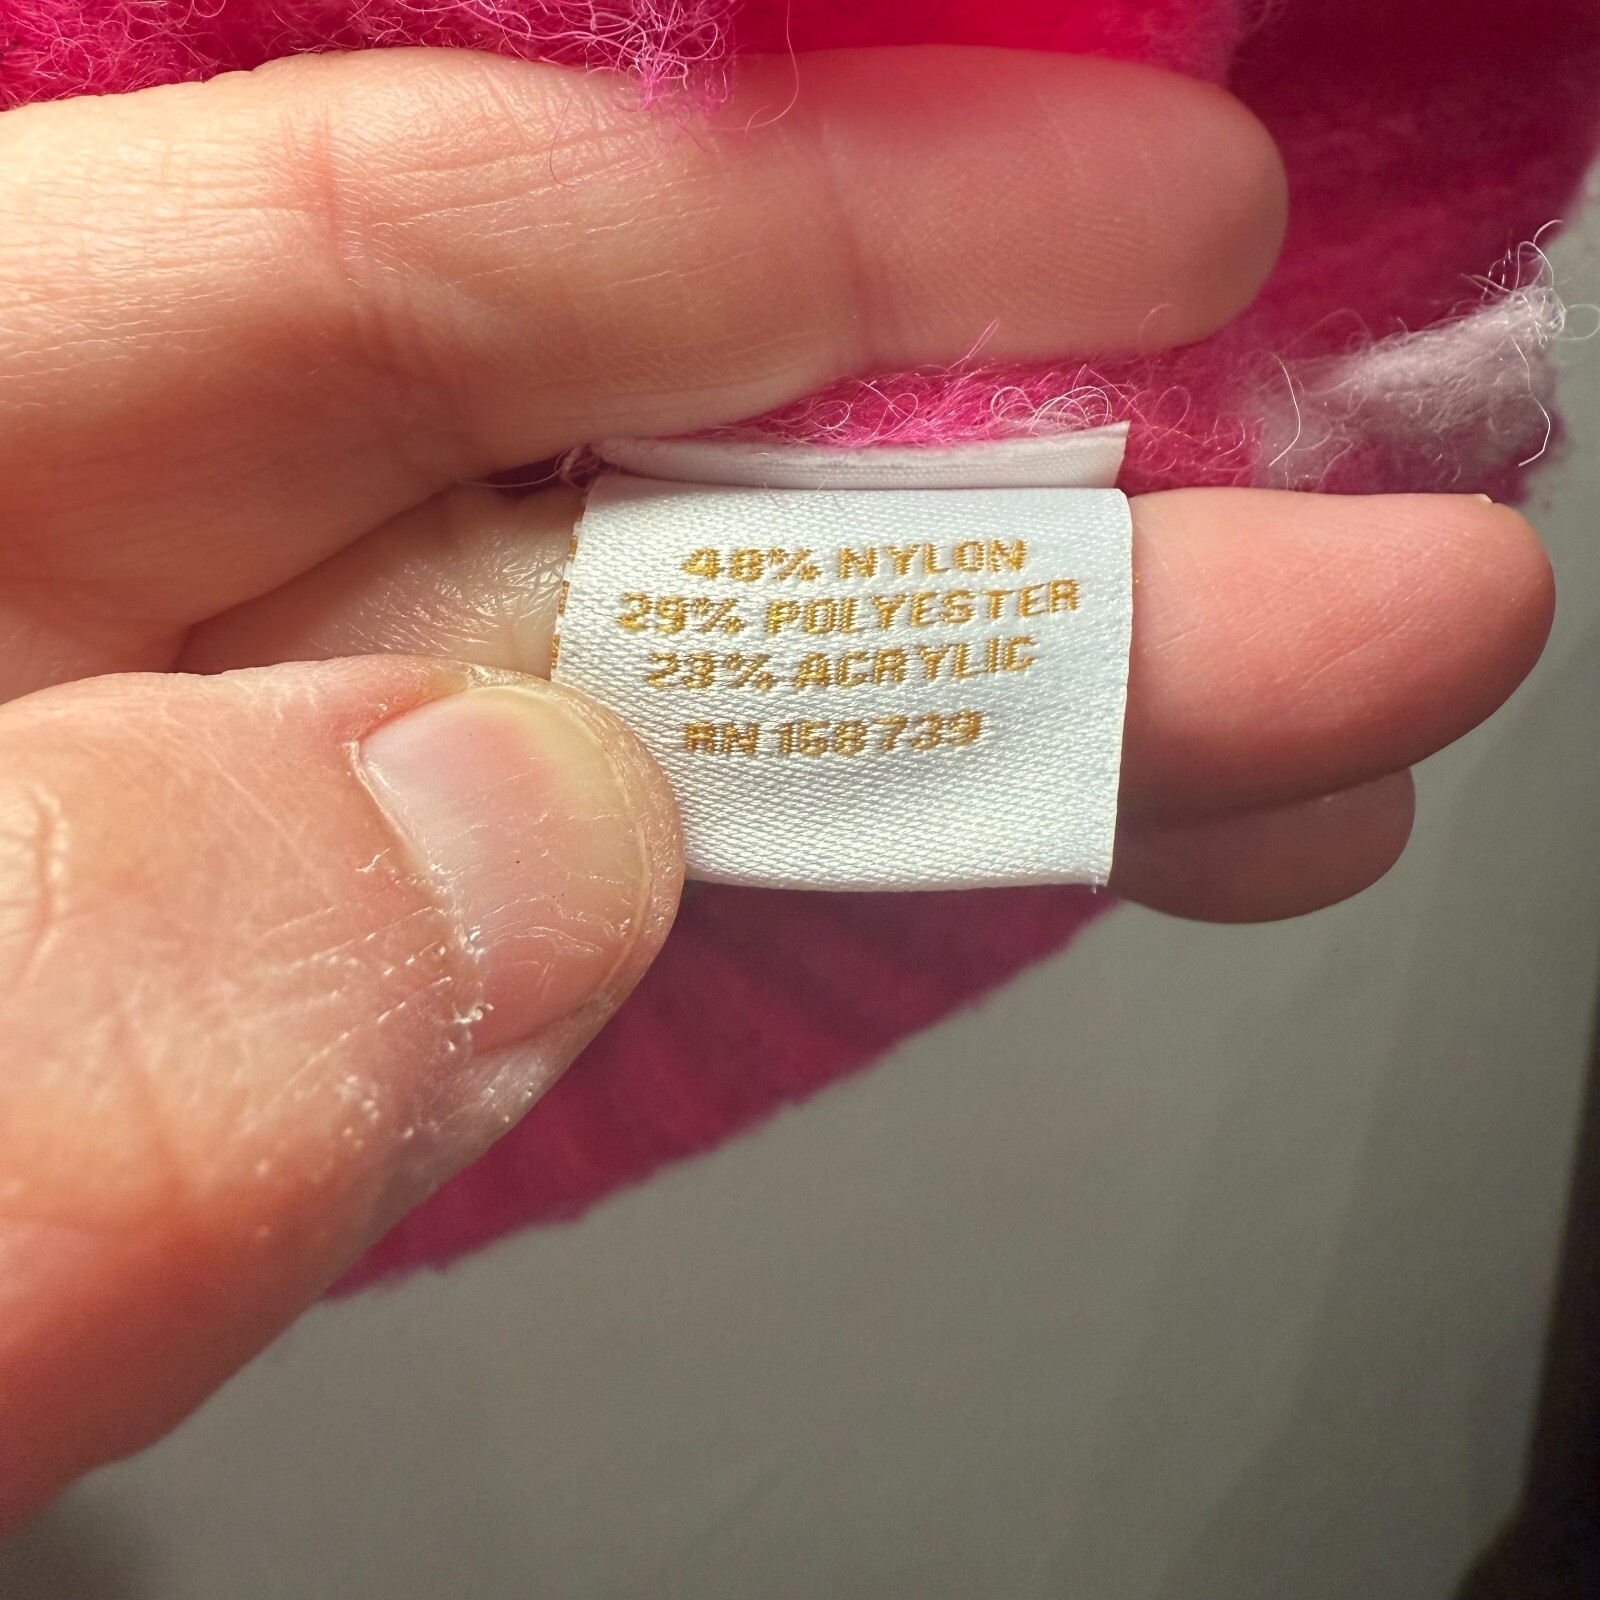 48% NYLON
29% POLYESTER
23% ACRYLIC
RN 158739